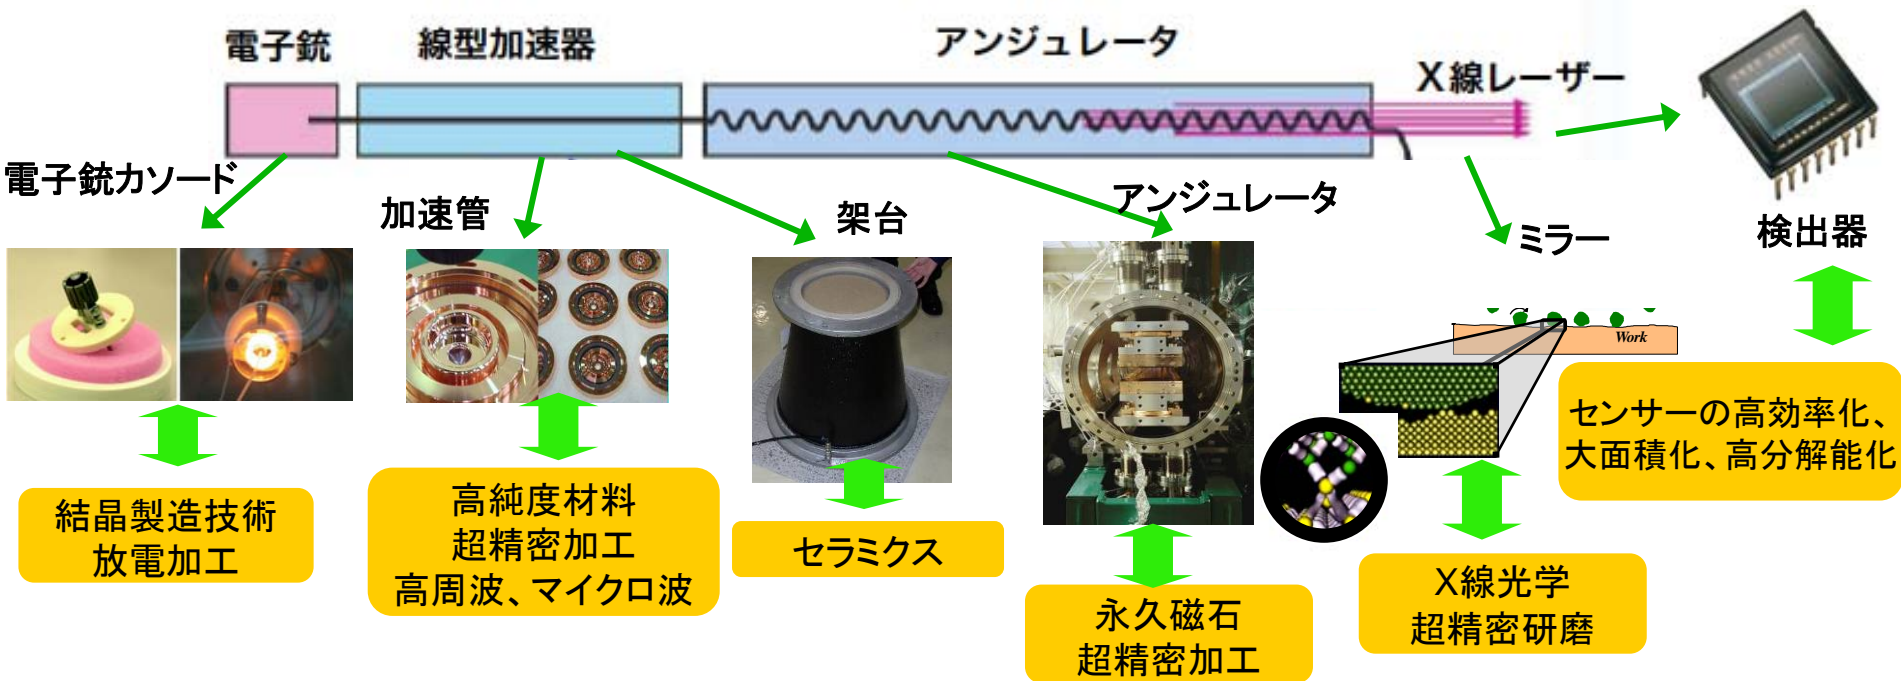 電子銃
線型加速器
アンジュレータ
X線レーザー
電子銃カソード
加速管
架台
アンジュレータ
ミラー
検出器
Work
結晶製造技術
放電加工
高純度材料
超精密加工
高周波、マイクロ波
セラミクス
永久磁石
超精密加工
X線光学
超精密研磨
センサーの高効率化、
大面積化、高分解能化